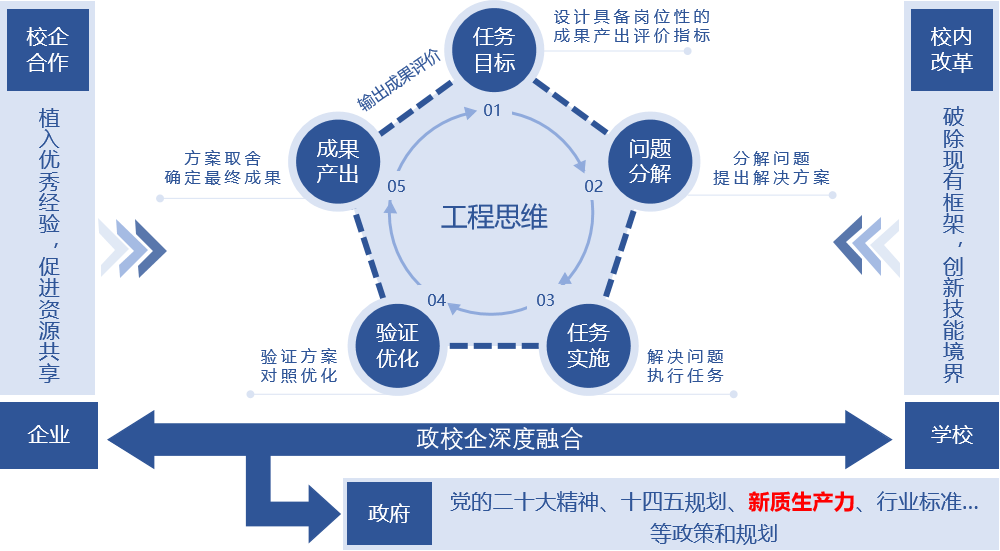 校企
合作
植入优秀经验，促进资源共享
企业
任务
目标
设计具备岗位性的
成果产出评价指标
输出成果评价
成果
产出
方案取舍
确定最终成果
问题
分解
分解问题
提出解决方案
01
02
03
04
05
工程思维
验证
优化
验证方案
对照优化
任务
实施
解决问题
执行任务
校内
改革
破除现有框架，创新技能境界
学校
政校企深度融合
政府
党的二十大精神、十四五规划、新质生产力、行业标准...
等政策和规划